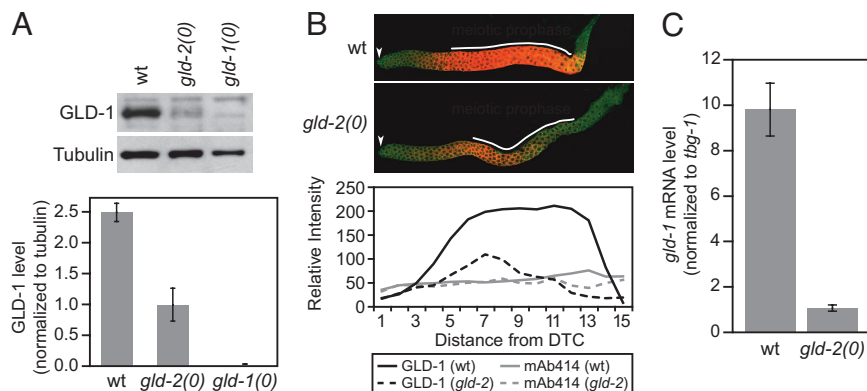 A
wt
gld-2(0)
gld-1(0)
GLD-1
Tubulin
GLD-1 level
(normalized to tubulin)
2.5
2.0
1.5
1.0
0.5
0.0
wt
gld-2(0)
gld-1(0)
B
wt
meiotic prophase
gld-2(0)
meiotic prophase
Relative Intensity
250
200
150
100
50
0
1 3 5 7 9 11 13 15
Distance from DTC
GLD-1 (wt)
mAb414 (wt)
GLD-1 (gld-2)
mAb414 (gld-2)
C
gld-1 mRNA level
(normalized to tbg-1)
12
10
8
6
4
2
0
wt
gld-2(0)